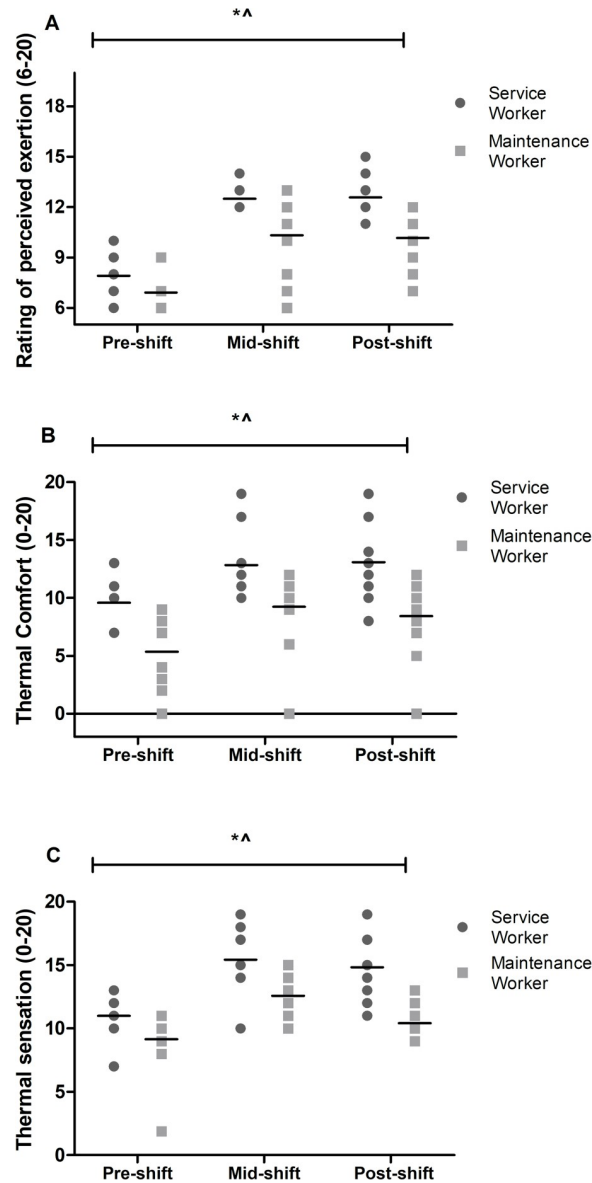 A
*^
Rating of perceived exertion (6-20)
18
15
12
9
6
Pre-shift
Mid-shift
Post-shift
Service
Worker
Maintenance
Worker
B
*^
Thermal Comfort (0-20)
20
15
10
5
0
Pre-shift
Mid-shift
Post-shift
Service
Worker
Maintenance
Worker
C
*^
Thermal sensation (0-20)
20
15
10
5
0
Pre-shift
Mid-shift
Post-shift
Service
Worker
Maintenance
Worker